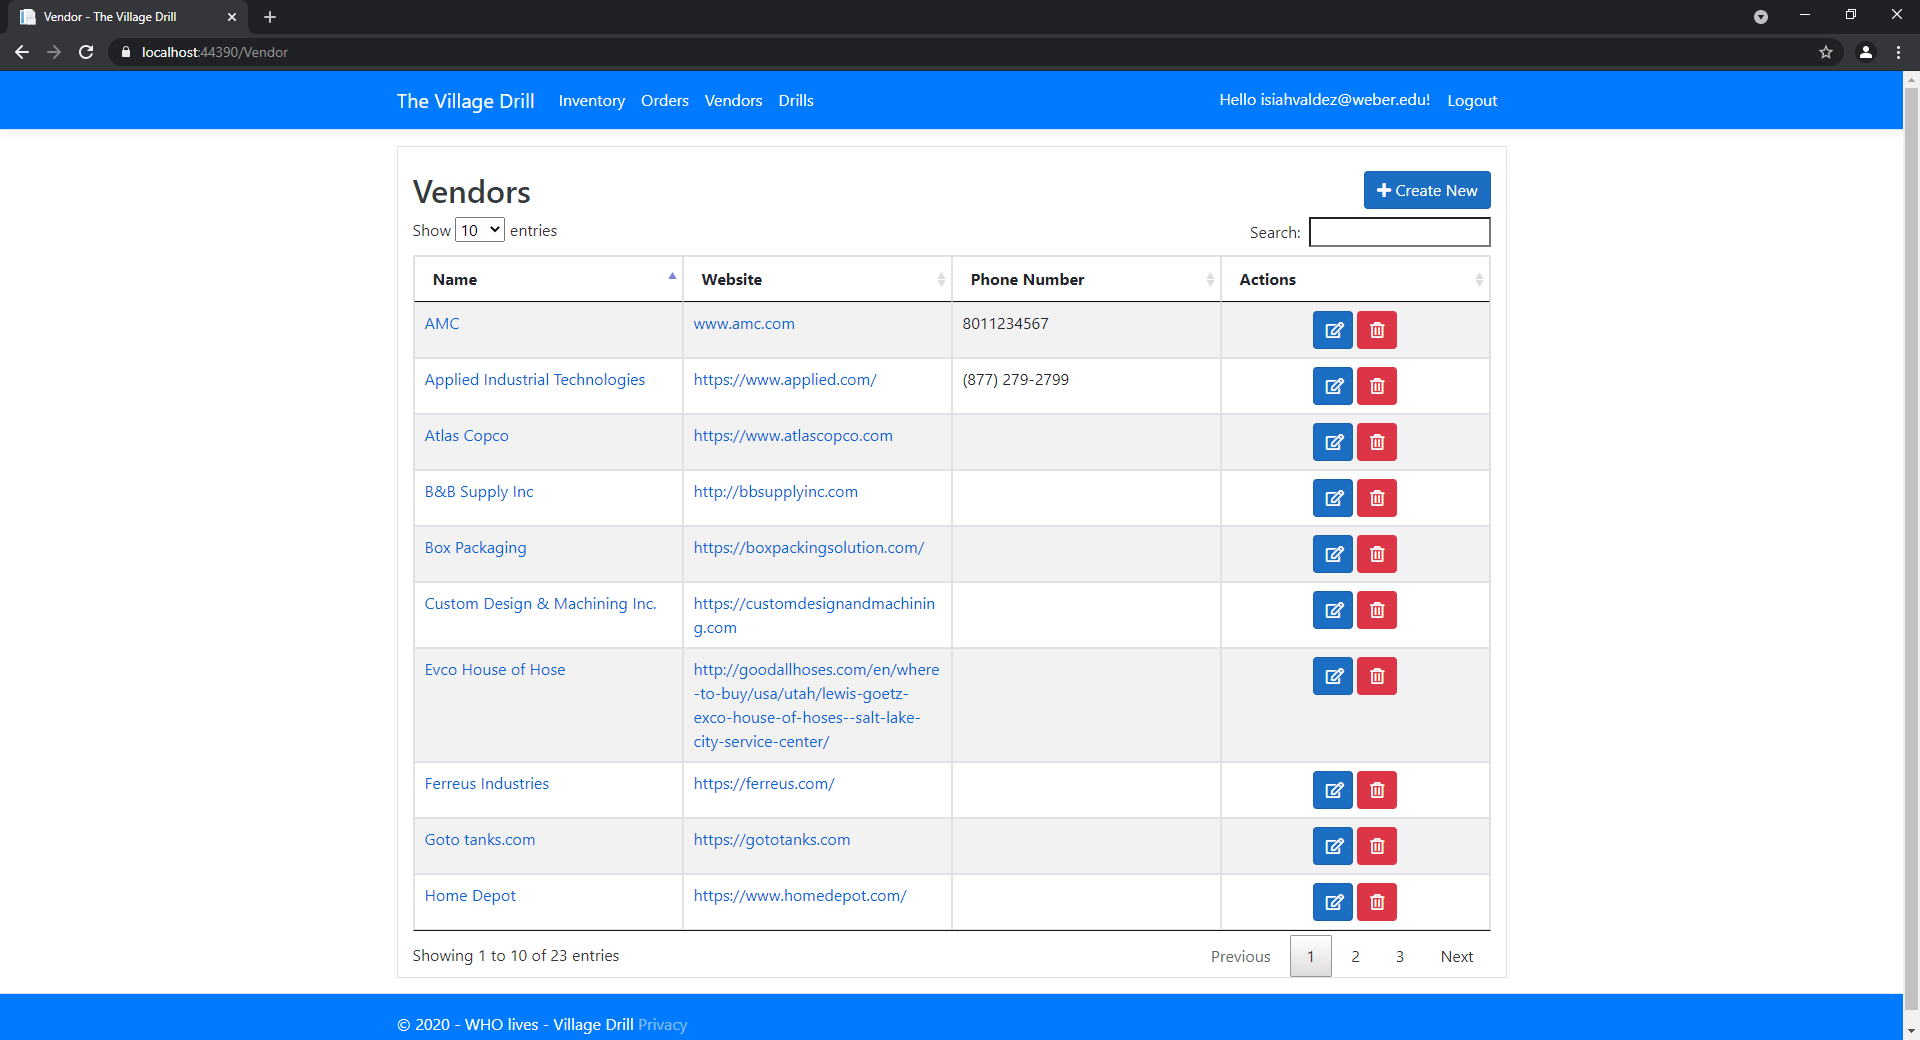 Vendor - The Village Drill
localhost:44390/Vendor
The Village Drill Inventory Orders Vendors Drills Hello isiahvaldez@weber.edu! Logout
Vendors
Create New
Show 10 entries
Search:
Name Website Phone Number Actions
AMC www.amc.com 8011234567
Applied Industrial Technologies https://www.applied.com/ (877) 279-2799
Atlas Copco https://www.atlascopco.com
B&B Supply Inc http://bbsupplyinc.com
Box Packaging https://boxpackingsolution.com/
Custom Design & Machining Inc. https://customdesignandmachinin
g.com
Evco House of Hose http://goodallhoses.com/en/where
-to-buy/usa/utah/lewis-goetz-
exco-house-of-hoses--salt-lake-
city-service-center/
Ferreus Industries https://ferreus.com/
Goto tanks.com https://gototanks.com
Home Depot https://www.homedepot.com/
Showing 1 to 10 of 23 entries
Previous 1 2 3 Next
© 2020 - WHO lives - Village Drill Privacy